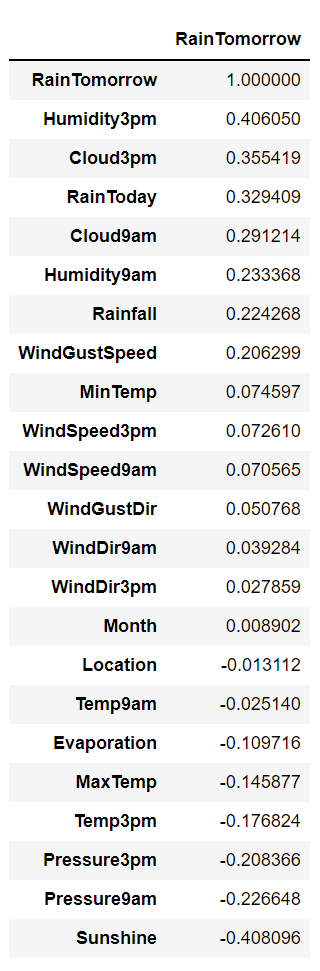 RainTomorrow
RainTomorrow 1.000000
Humidity3pm 0.406050
Cloud3pm 0.355419
RainToday 0.329409
Cloud9am 0.291214
Humidity9am 0.233368
Rainfall 0.224268
WindGustSpeed 0.206299
MinTemp 0.074597
WindSpeed3pm 0.072610
WindSpeed9am 0.070565
WindGustDir 0.050768
WindDir9am 0.039284
WindDir3pm 0.027859
Month 0.008902
Location -0.013112
Temp9am -0.025140
Evaporation -0.109716
MaxTemp -0.145877
Temp3pm -0.176824
Pressure3pm -0.208366
Pressure9am -0.226648
Sunshine -0.408096